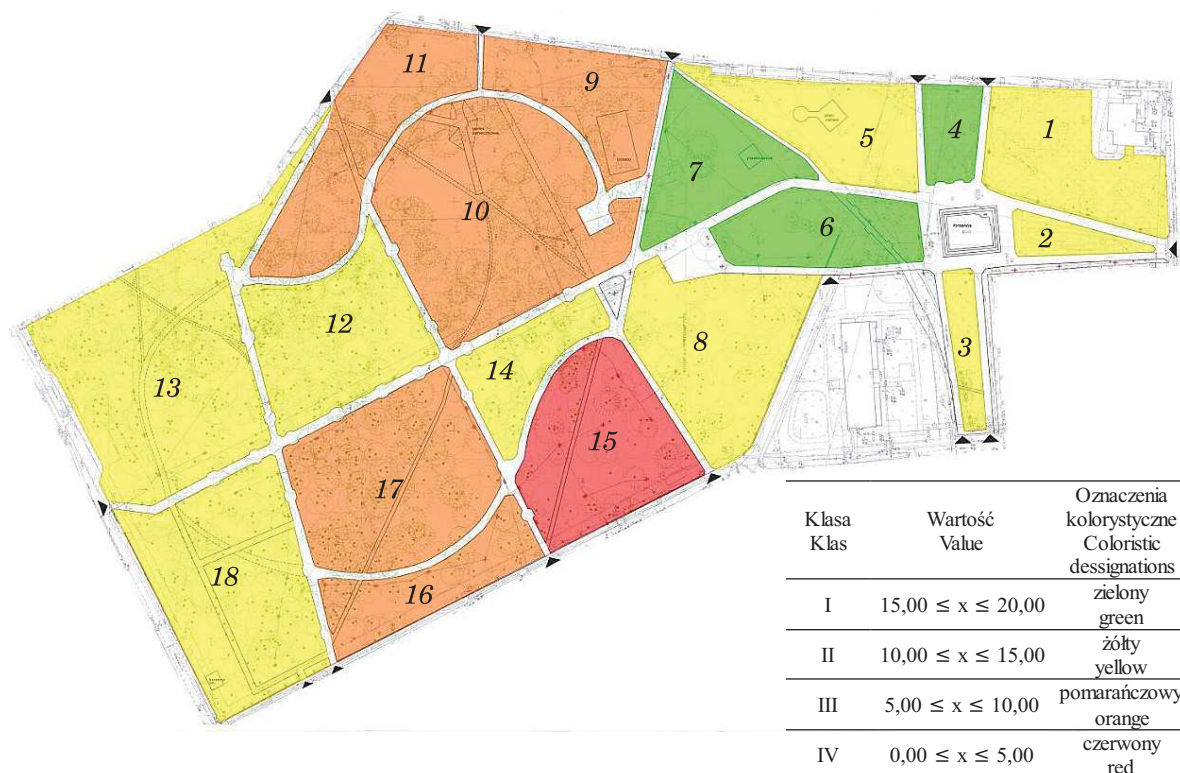 11
9
5
4
1
7
10
6
2
12
13
14
8
3
15
17
18
16
Klasa
Klas
Wartość
Value
Oznaczenia
kolorystyczne
Coloristic
dessignations
I
15,00 ≤ x ≤ 20,00
zielony
green
II
10,00 ≤ x ≤ 15,00
żółty
yellow
III
5,00 ≤ x ≤ 10,00
pomarańczowy
orange
IV
0,00 ≤ x ≤ 5,00
czerwony
red